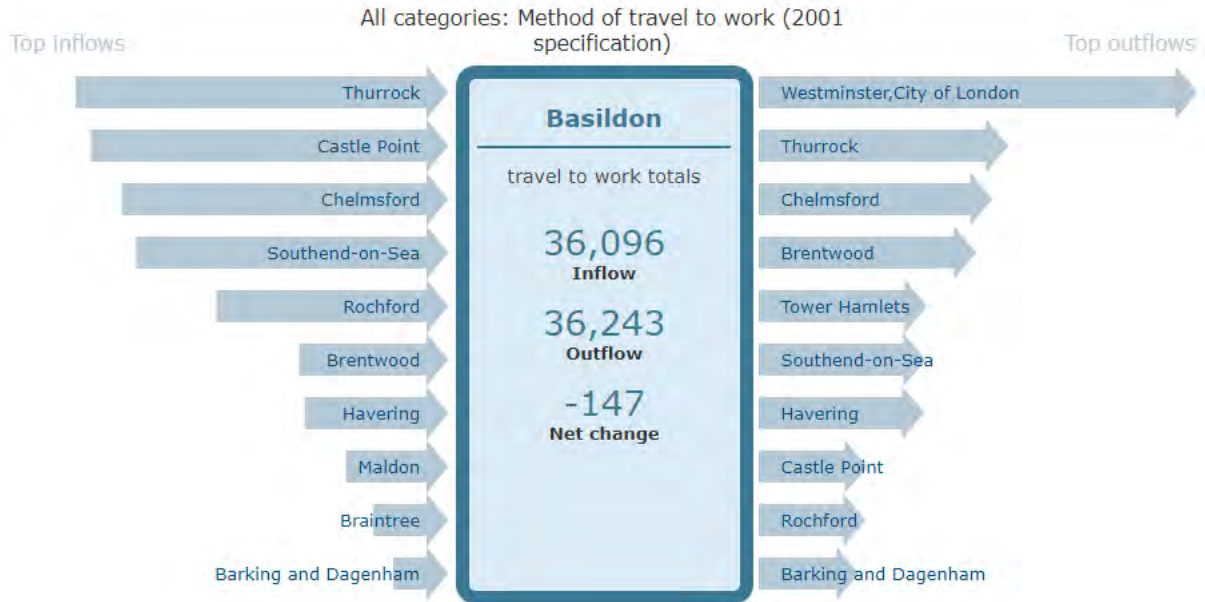 All categories: Method of travel to work (2001
specification)
Top inflows
Top outflows
Thurrock
Castle Point
Chelmsford
Southend-on-Sea
Rochford
Brentwood
Havering
Maldon
Braintree
Barking and Dagenham
Basildon
travel to work totals
36,096
Inflow
36,243
Outflow
-147
Net change
Westminster,City of London
Thurrock
Chelmsford
Brentwood
Tower Hamlets
Southend-on-Sea
Havering
Castle Point
Rochford
Barking and Dagenham